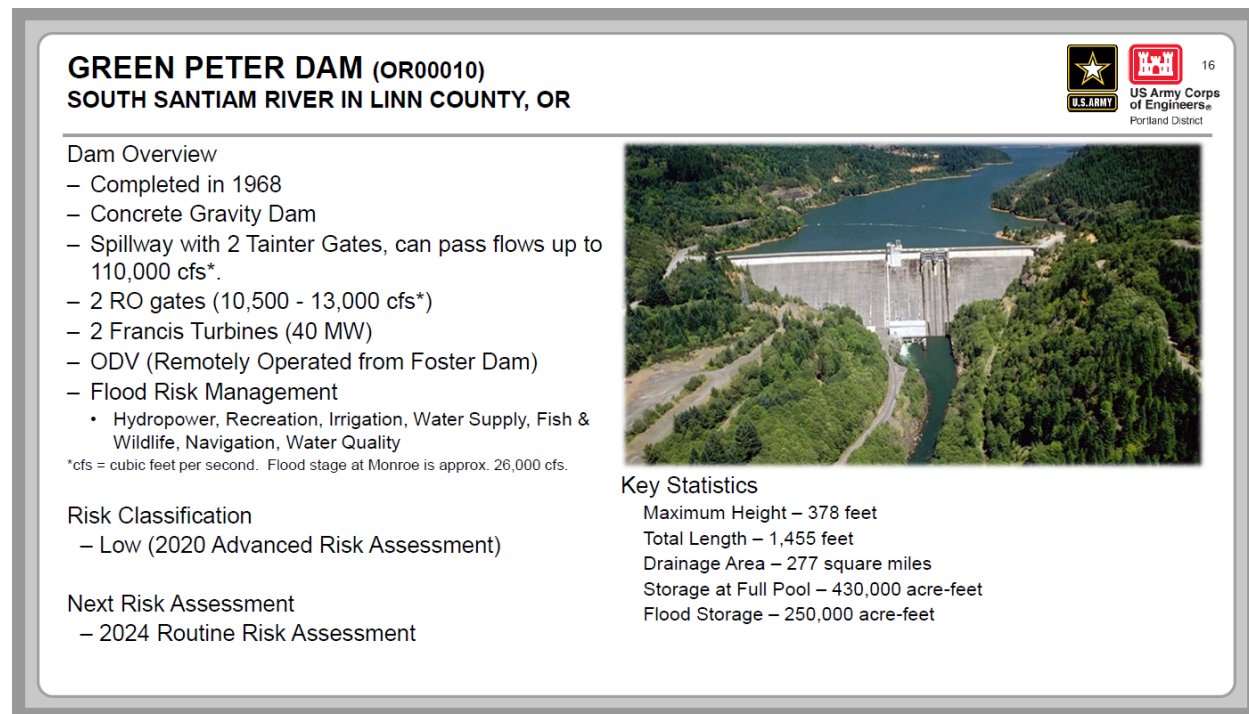 GREEN PETER DAM (OR00010)
SOUTH SANTIAM RIVER IN LINN COUNTY, OR
U.S.ARMY
US Army Corps
of Engineers®
Portland District
16
Dam Overview
– Completed in 1968
– Concrete Gravity Dam
– Spillway with 2 Tainter Gates, can pass flows up to
110,000 cfs*.
– 2 RO gates (10,500 - 13,000 cfs*)
– 2 Francis Turbines (40 MW)
– ODV (Remotely Operated from Foster Dam)
– Flood Risk Management
• Hydropower, Recreation, Irrigation, Water Supply, Fish &
Wildlife, Navigation, Water Quality
*cfs = cubic feet per second. Flood stage at Monroe is approx. 26,000 cfs.
Risk Classification
– Low (2020 Advanced Risk Assessment)
Next Risk Assessment
– 2024 Routine Risk Assessment
Key Statistics
Maximum Height – 378 feet
Total Length – 1,455 feet
Drainage Area – 277 square miles
Storage at Full Pool – 430,000 acre-feet
Flood Storage – 250,000 acre-feet